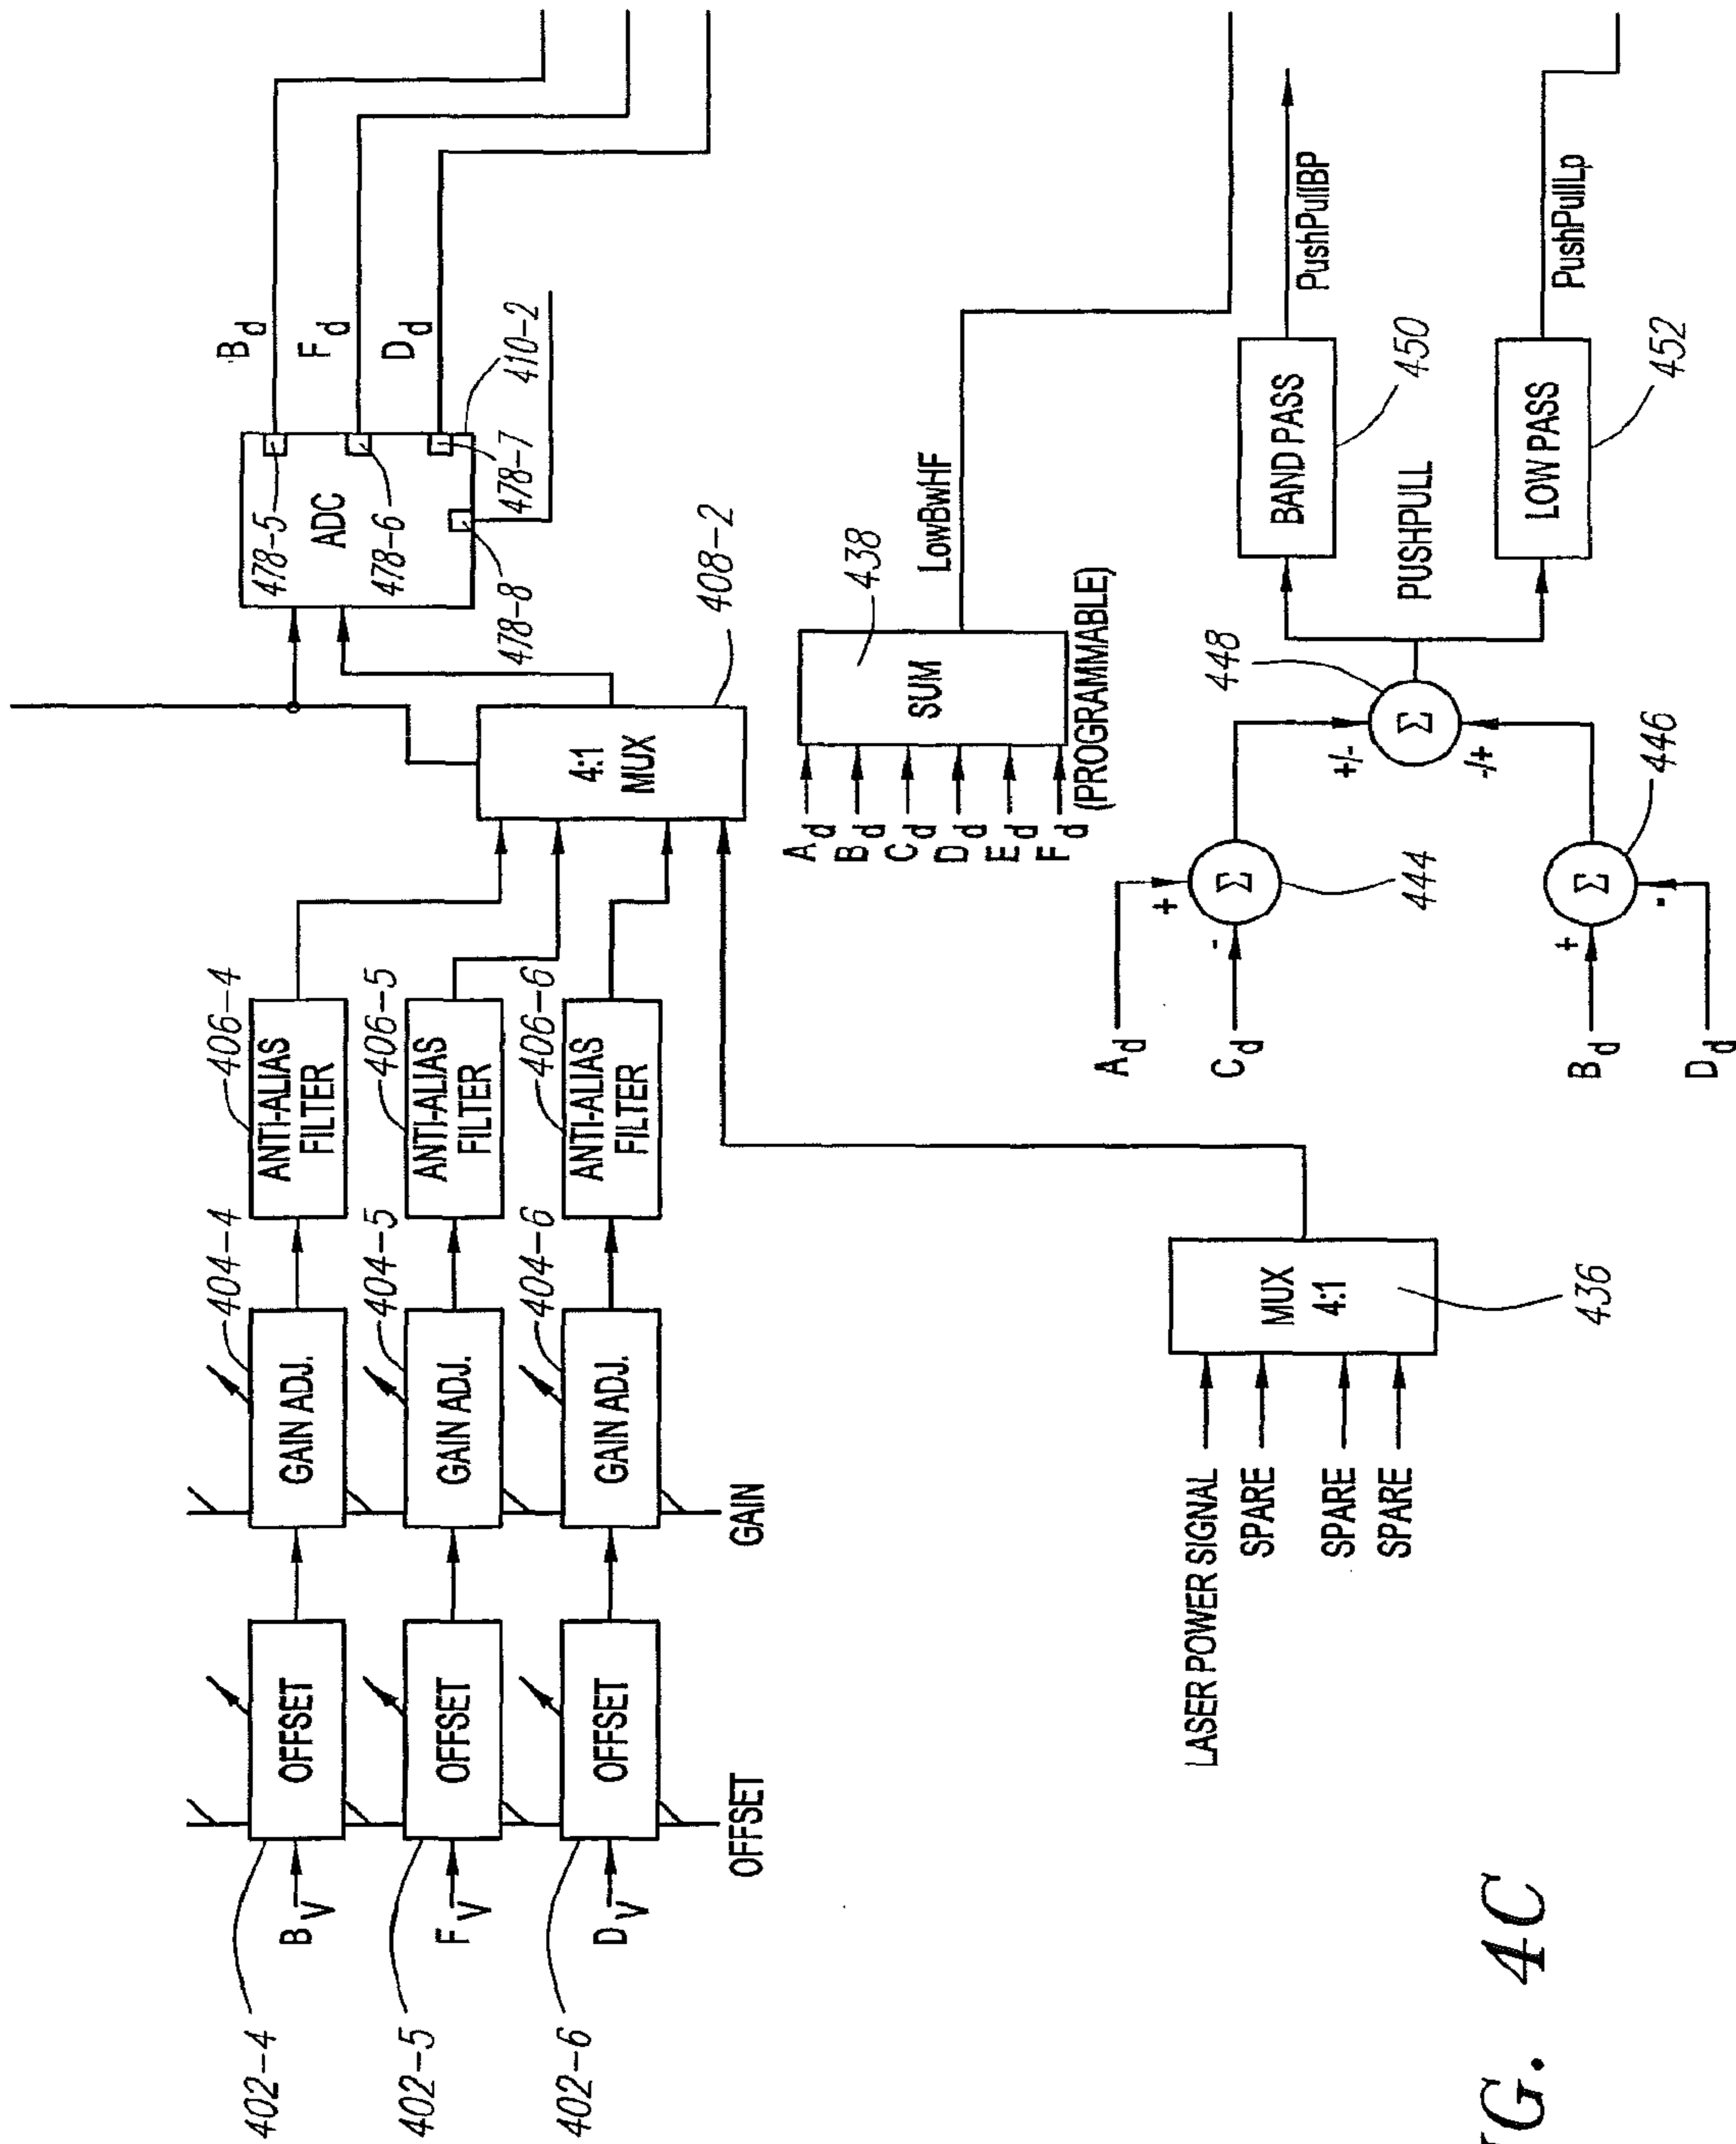 402-4
B_V
OFFSET
404-4
GAIN ADJ.
406-4
ANTI-ALIAS
FILTER
402-5
F_V
OFFSET
404-5
GAIN ADJ.
406-5
ANTI-ALIAS
FILTER
402-6
D_V
OFFSET
404-6
GAIN ADJ.
406-6
ANTI-ALIAS
FILTER
OFFSET
GAIN
4:1
MUX
408-2
478-5
ADC
478-6
478-8
478-7
410-2
B_d
F_d
D_d
A_d
B_d
C_d
D_d
E_d
F_d
(PROGRAMMABLE)
SUM
438
LowBwHF
LASER POWER SIGNAL
SPARE
SPARE
SPARE
MUX
4:1
436
A_d
+
C_d
-
Σ
444
B_d
+
D_d
-
Σ
446
+/-
-/+
Σ
448
PUSHPULL
BAND PASS
450
PushPullBP
LOW PASS
452
PushPullLp
IG. 4C